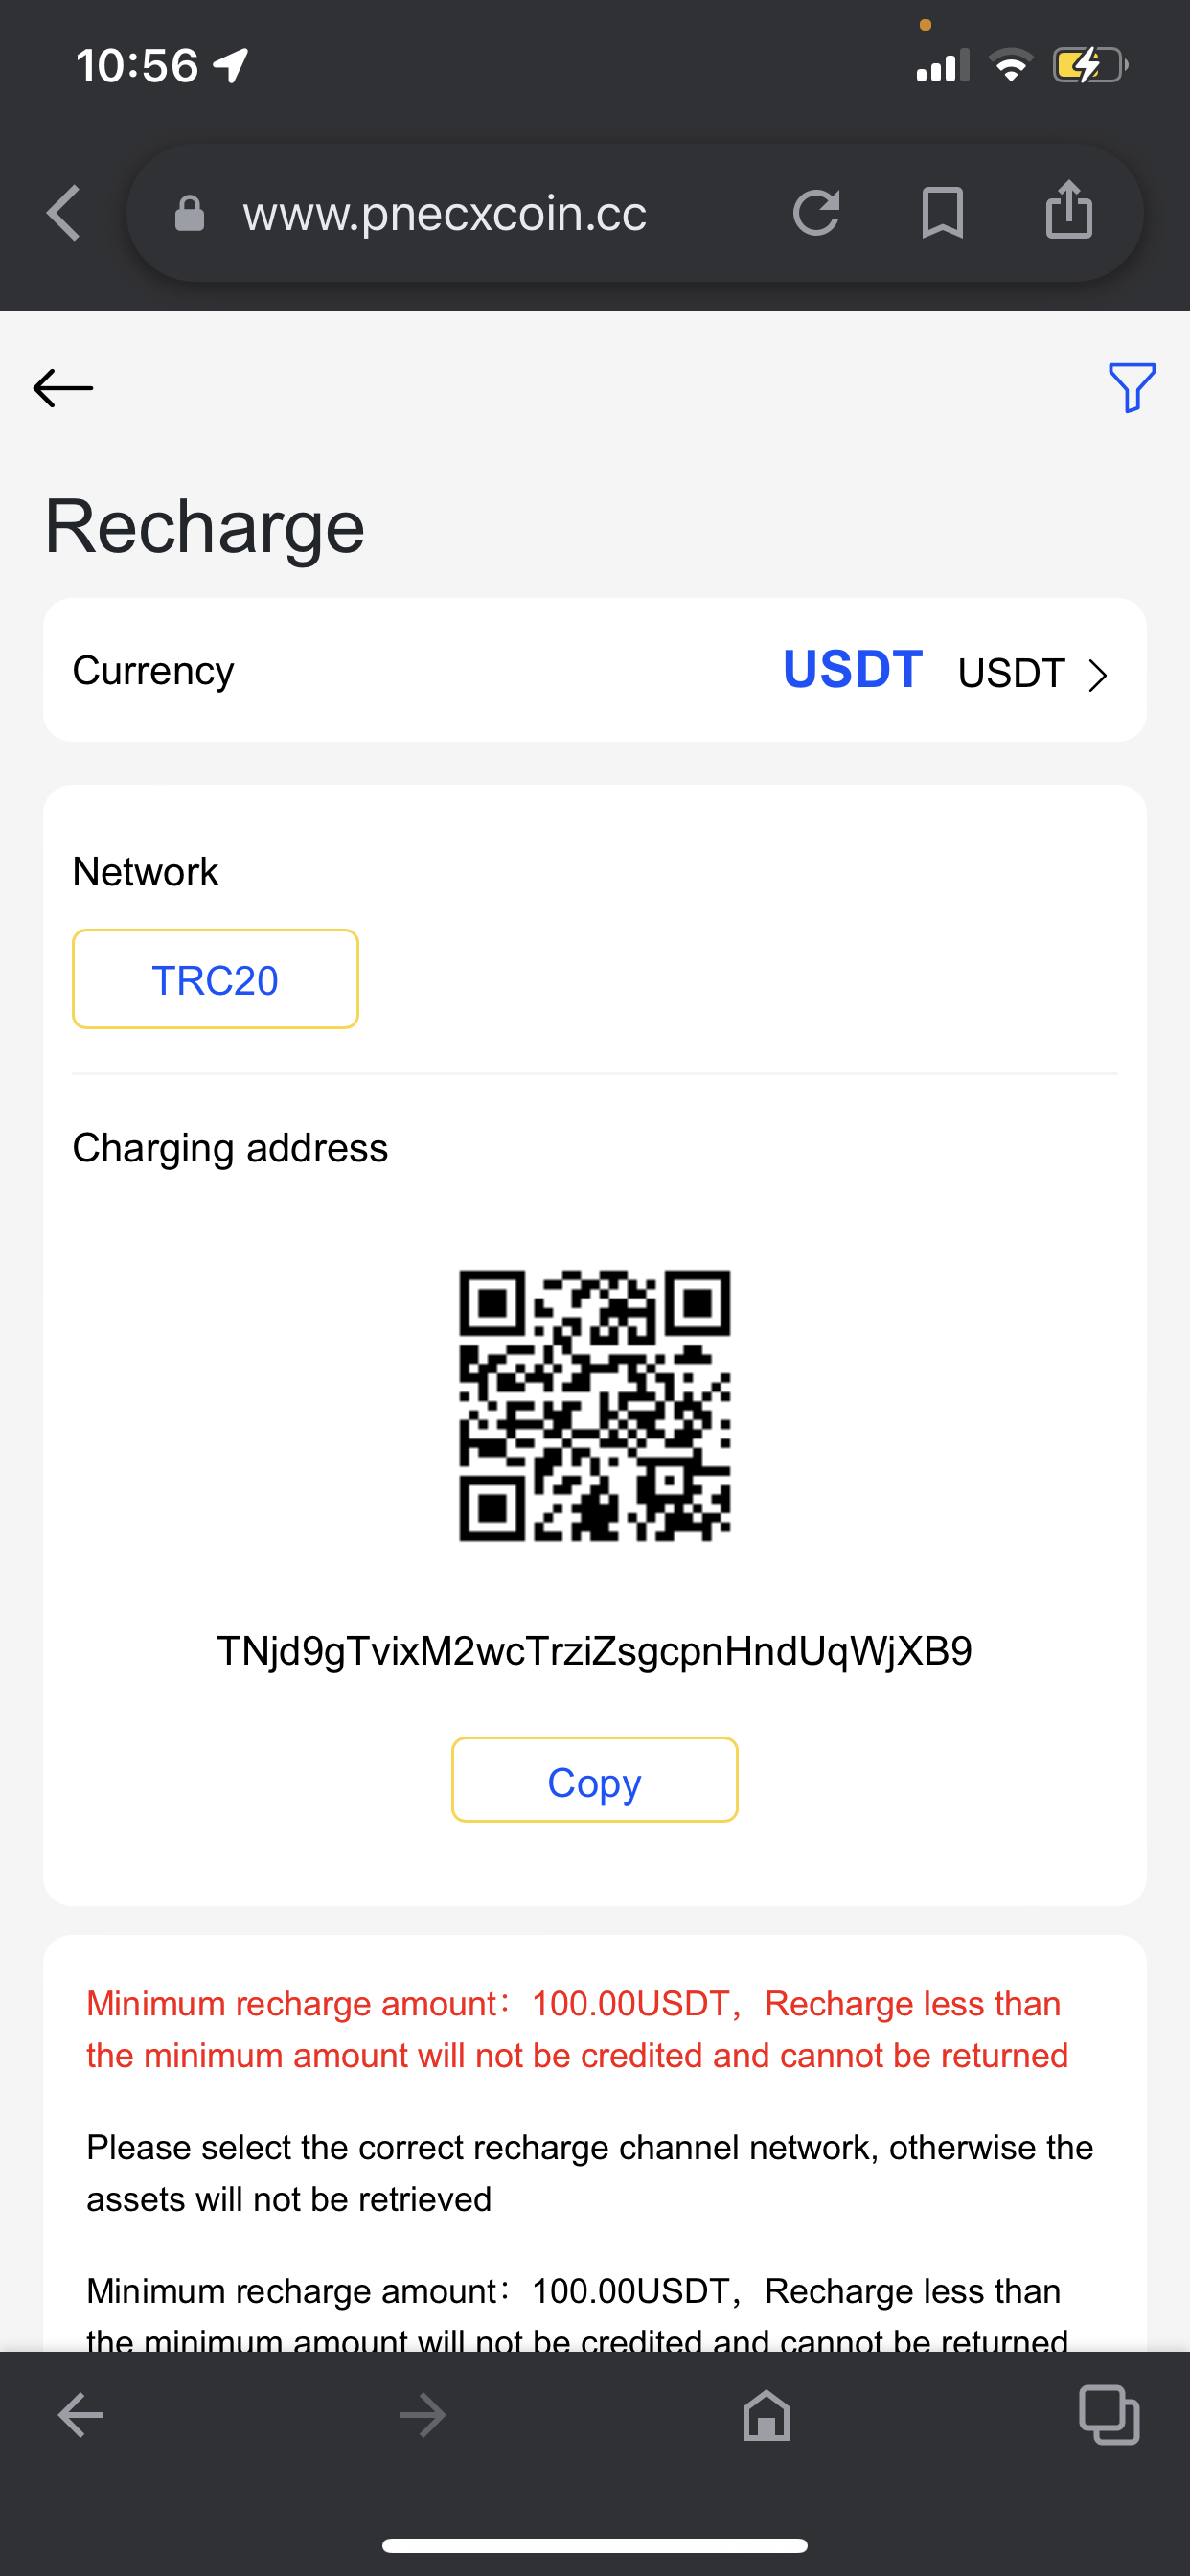 10:56
www.pnecxcoin.cc
Recharge
Currency USDT USDT
Network
TRC20
Charging address
TNjd9gTvixM2wcTrziZsgcpnHndUqWjXB9
Copy
Minimum recharge amount：100.00USDT，Recharge less than
the minimum amount will not be credited and cannot be returned
Please select the correct recharge channel network, otherwise the
assets will not be retrieved
Minimum recharge amount：100.00USDT，Recharge less than
the minimum amount will not be credited and cannot be returned